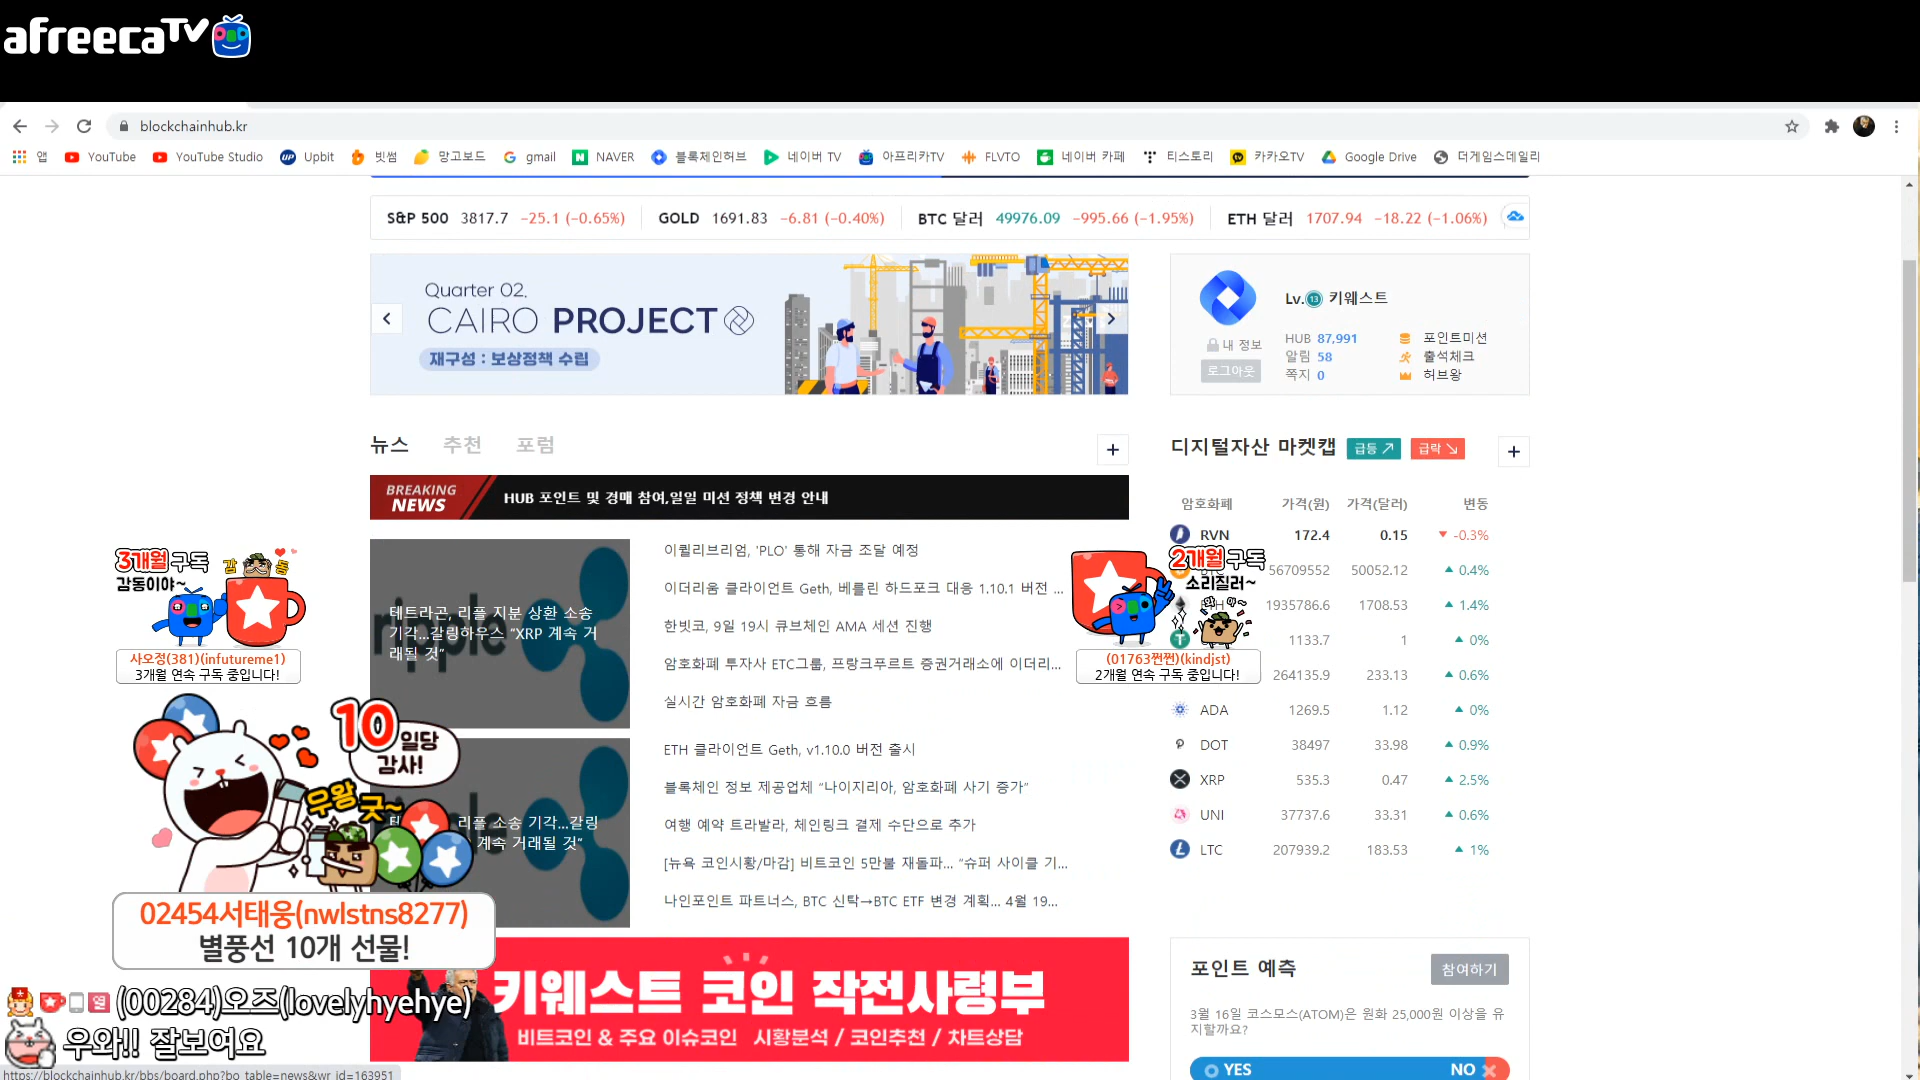 afreecaTV
blockchainhub.kr
앱 YouTube YouTube Studio Upbit 빗썸 망고보드 gmail NAVER 블록체인허브 네이버 TV 아프리카TV FLVTO 네이버 카페 티스토리 카카오TV Google Drive 더게임스데일리
S&P 500 3817.7 -25.1 (-0.65%) GOLD 1691.83 -6.81 (-0.40%) BTC 달러 49976.09 -995.66 (-1.95%) ETH 달러 1707.94 -18.22 (-1.06%)
Quarter 02.
CAIRO PROJECT
재구성 : 보상정책 수립
Lv.13 키웨스트
내 정보
로그아웃
HUB 87,991
알림 58
쪽지 0
포인트미션
출석체크
허브왕
뉴스 추천 포럼 +
BREAKING NEWS HUB 포인트 및 경매 참여,일일 미션 정책 변경 안내
테트라곤, 리플 지분 상환 소송
기각...갈링하우스 “XRP 계속 거
래될 것”
리플 소송 기각...갈링
계속 거래될 것”
이퀄리브리엄, 'PLO' 통해 자금 조달 예정
이더리움 클라이언트 Geth, 베를린 하드포크 대응 1.10.1 버전 ...
한빗코, 9일 19시 큐브체인 AMA 세션 진행
암호화폐 투자사 ETC그룹, 프랑크푸르트 증권거래소에 이더리...
실시간 암호화폐 자금 흐름
ETH 클라이언트 Geth, v1.10.0 버전 출시
블록체인 정보 제공업체 “나이지리아, 암호화폐 사기 증가”
여행 예약 트라발라, 체인링크 결제 수단으로 추가
[뉴욕 코인시황/마감] 비트코인 5만불 재돌파... “슈퍼 사이클 기...
나인포인트 파트너스, BTC 신탁→BTC ETF 변경 계획... 4월 19...
디지털자산 마켓캡 급등 급락 +
암호화폐 가격(원) 가격(달러) 변동
RVN 172.4 0.15 ▼ -0.3%
56709552 50052.12 ▲ 0.4%
ETH 1935786.6 1708.53 ▲ 1.4%
1133.7 1 ▲ 0%
264135.9 233.13 ▲ 0.6%
ADA 1269.5 1.12 ▲ 0%
DOT 38497 33.98 ▲ 0.9%
XRP 535.3 0.47 ▲ 2.5%
UNI 37737.6 33.31 ▲ 0.6%
LTC 207939.2 183.53 ▲ 1%
3개월 구독
감동이야~
감동
사오정(381)(infutureme1)
3개월 연속 구독 중입니다!
2개월 구독
소리질러~
와아~
(01763쩐쩐)(kindjst)
2개월 연속 구독 중입니다!
10
일당
감사!
우왕 굿~
02454서태웅(nwlstns8277)
별풍선 10개 선물!
(00284)오즈(lovelyhyehye)
우와!! 잘보여요
키웨스트 코인 작전사령부
비트코인 & 주요 이슈코인 시황분석 / 코인추천 / 차트상담
포인트 예측 참여하기
3월 16일 코스모스(ATOM)은 원화 25,000원 이상을 유
지할까요?
YES NO
https://blockchainhub.kr/bbs/board.php?bo_table=news&wr_id=163951